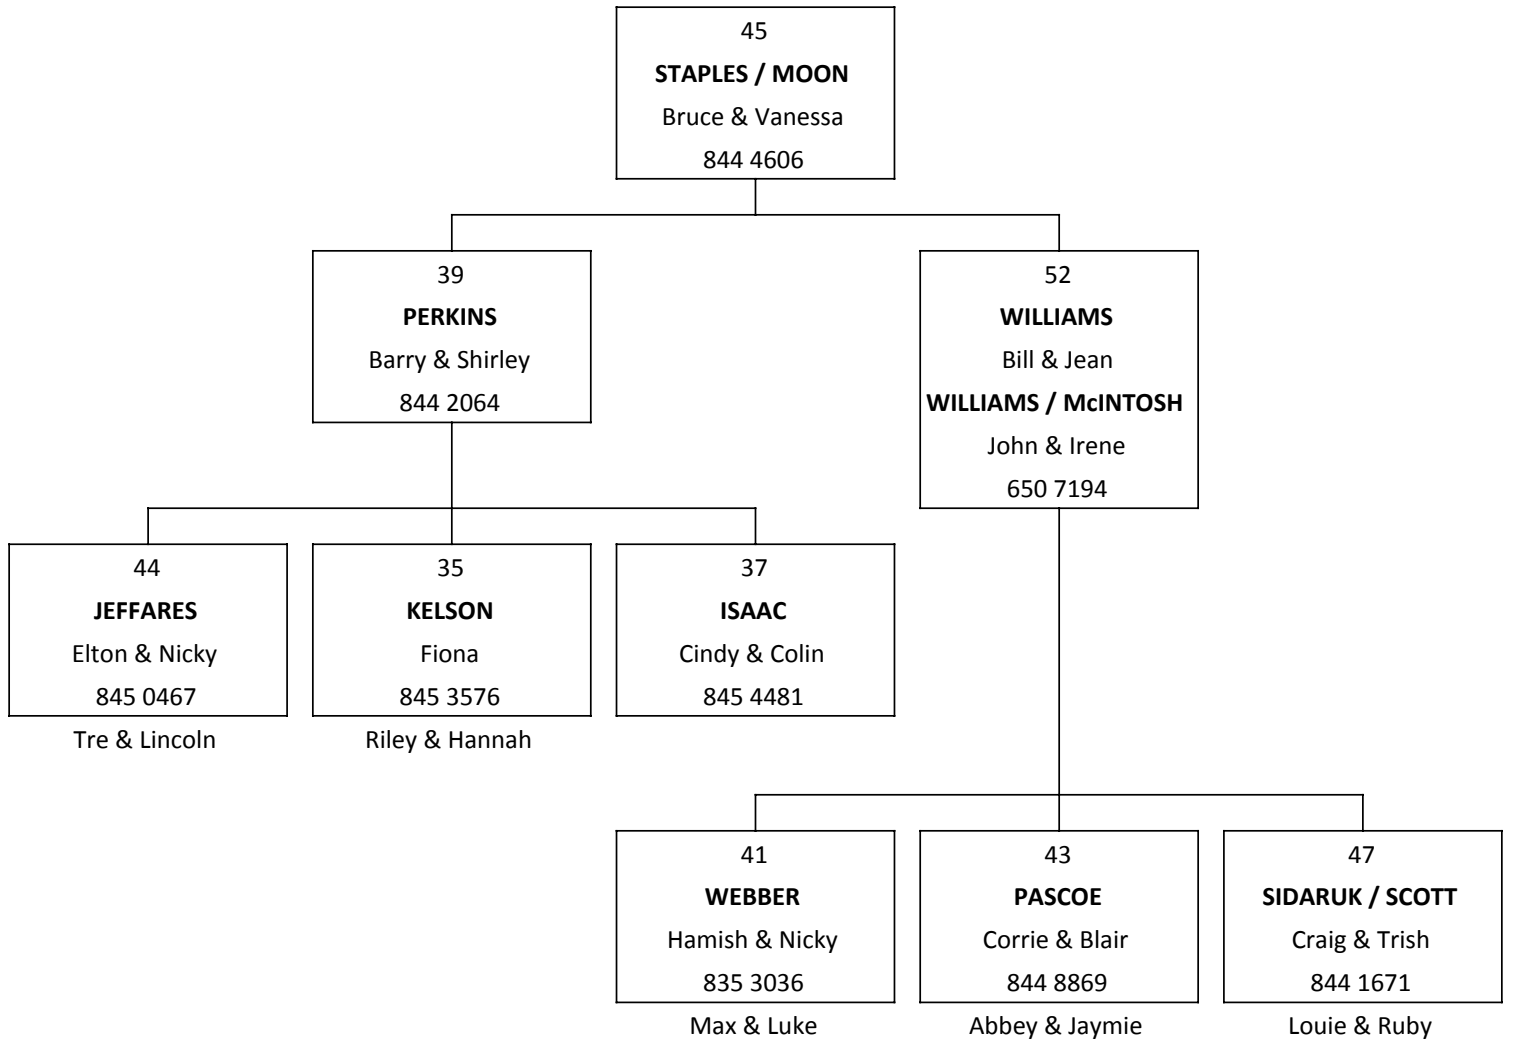 45
STAPLES / MOON
Bruce & Vanessa
844 4606
39
PERKINS
Barry & Shirley
844 2064
52
WILLIAMS
Bill & Jean
WILLIAMS / McINTOSH
John & Irene
650 7194
44
JEFFARES
Elton & Nicky
845 0467
Tre & Lincoln
35
KELSON
Fiona
845 3576
Riley & Hannah
37
ISAAC
Cindy & Colin
845 4481
41
WEBBER
Hamish & Nicky
835 3036
Max & Luke
43
PASCOE
Corrie & Blair
844 8869
Abbey & Jaymie
47
SIDARUK / SCOTT
Craig & Trish
844 1671
Louie & Ruby